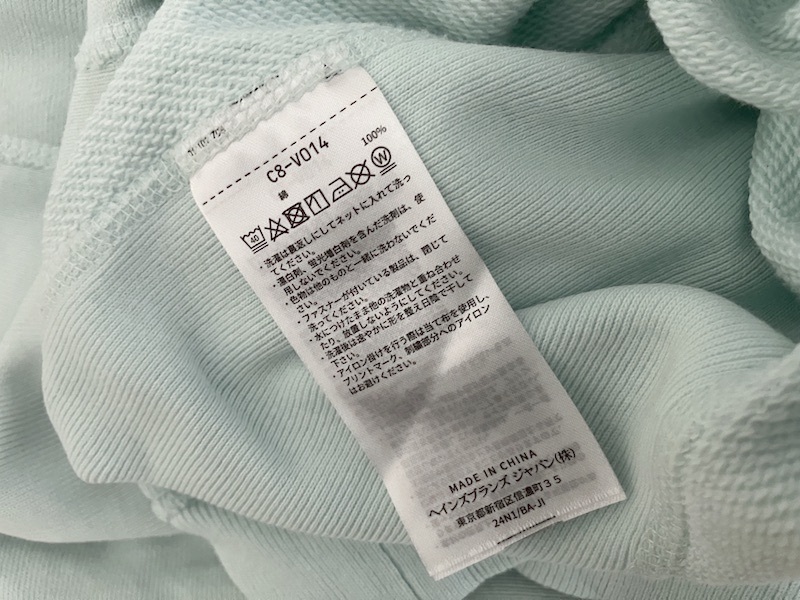 C8-V014
綿 100%
40
・洗濯は裏返しにしてネットに入れて洗っ
てください。
・漂白剤、蛍光増白剤を含んだ洗剤は、使
用しないでください。
色物は他のものと一緒に洗わないでくだ
さい。
・ファスナーが付いている製品は、閉じて
洗ってください。
・水につけたまま他の洗濯物と重ね合わせ
たり、放置しないようにしてください。
・洗濯後は速やかに形を整え日陰で干して
下さい。
・アイロン掛けを行う際は当て布を使用し、
プリントマーク、刺繍部分へのアイロン
はお避けください。
MADE IN CHINA
ヘインズブランズ ジャパン(株)
東京都新宿区信濃町35
24N1/BA-JI